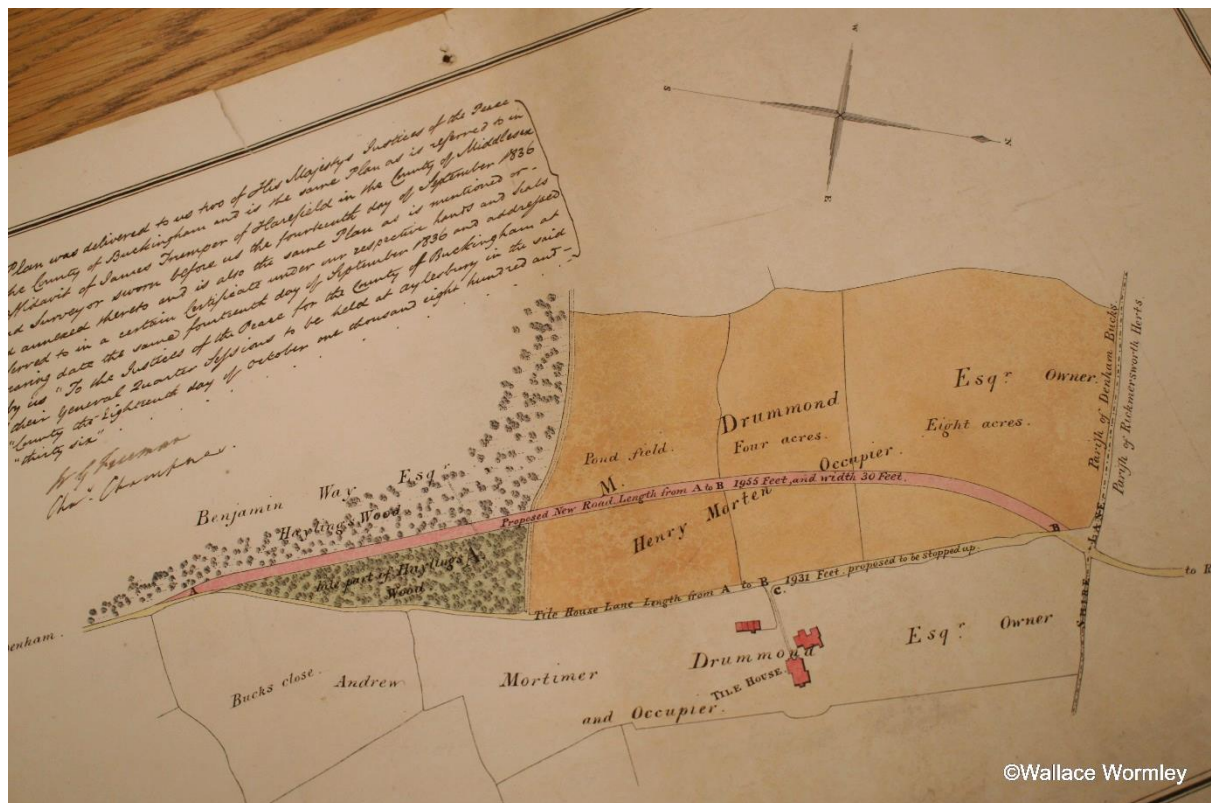 Plan was delivered to us two of His Majestys Justices of the Peace
the County of Buckingham and is the same Plan as is referred to in
Affidavit of James Trumper of Harefield in the County of Middlesex
nd Surveyor sworn before us the fourteenth day of September 1836
d annexed thereto and is also the same Plan as is mentioned or
ferred to in a certain Certificate under our respective hands and seals
earing date the same fourteenth day of September 1836 and addressed
by us "To the Justices of the Peace for the County of Buckingham at
"their General Quarter Sessions to be held at Aylesbury in the said
"County the Eighteenth day of October one thousand eight hundred and
"thirty six"
S
W
N
E
Parish of Denham Bucks
Parish of Rickmersworth Herts
Esqr. Owner.
Eight acres.
Drummond
Four acres.
Occupier.
Pond field.
M.
Henry Morten
Proposed New Road Length from A to B 1955 Feet, and width 30 Feet.
Benjamin Way Esqr.
Haylings Wood
A
Isle part of Haylings A.
Wood
B
SHIRE LANE
to R
Tile House Lane Length from A to B 1931 Feet, proposed to be stopped up.
C.
enham.
Bucks close.
Andrew
Mortimer
Drummond
Esqr. Owner
TILE HOUSE
and Occupier.
©Wallace Wormley